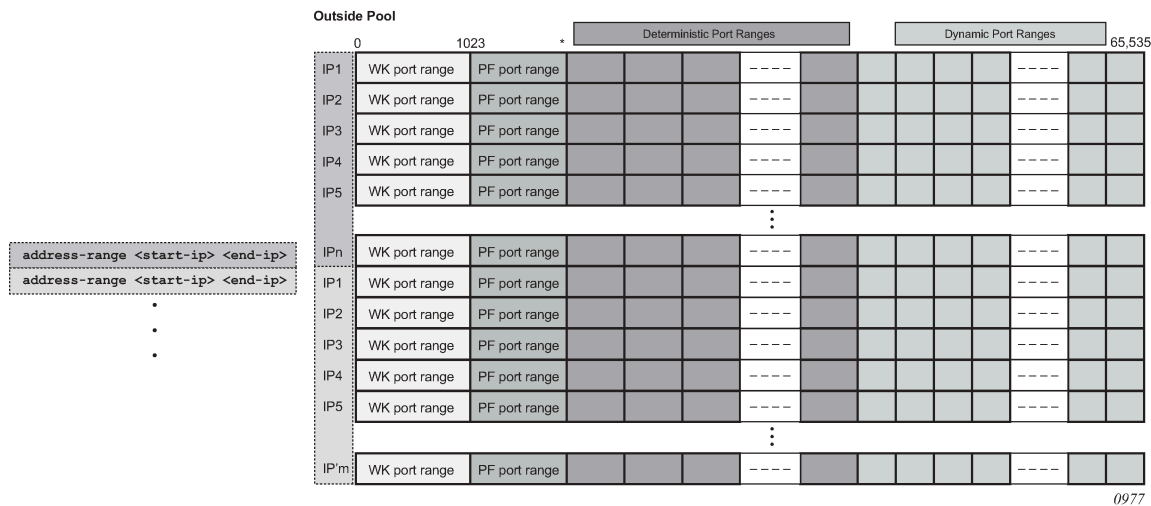 Outside Pool
Deterministic Port Ranges
Dynamic Port Ranges
0 1023 * 65,535
IP1 WK port range PF port range
IP2 WK port range PF port range
IP3 WK port range PF port range
IP4 WK port range PF port range
IP5 WK port range PF port range
IPn WK port range PF port range
address-range <start-ip> <end-ip>
address-range <start-ip> <end-ip>
IP1 WK port range PF port range
IP2 WK port range PF port range
IP3 WK port range PF port range
IP4 WK port range PF port range
IP5 WK port range PF port range
IP'm WK port range PF port range
0977